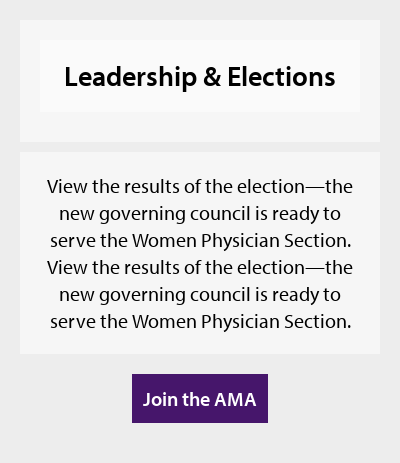 Leadership & Elections
View the results of the election—the
new governing council is ready to
serve the Women Physician Section.
View the results of the election—the
new governing council is ready to
serve the Women Physician Section.
Join the AMA